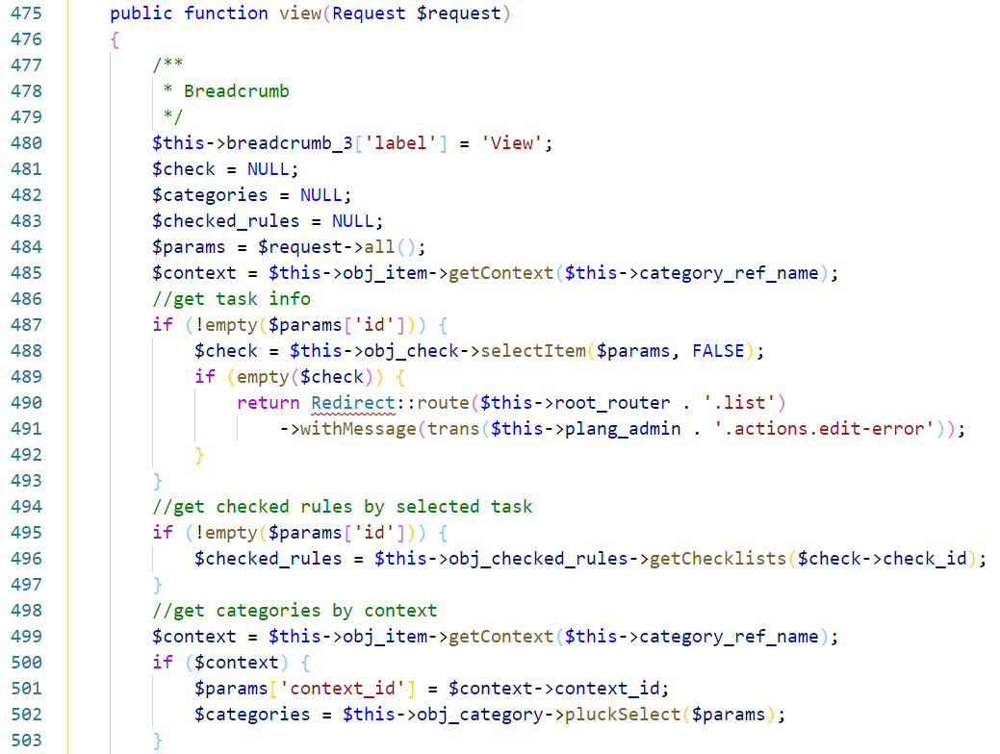 475 public function view(Request $request)
476 {
477 /**
478 * Breadcrumb
479 */
480 $this->breadcrumb_3['label'] = 'View';
481 $check = NULL;
482 $categories = NULL;
483 $checked_rules = NULL;
484 $params = $request->all();
485 $context = $this->obj_item->getContext($this->category_ref_name);
486 //get task info
487 if (!empty($params['id'])) {
488 $check = $this->obj_check->selectItem($params, FALSE);
489 if (empty($check)) {
490 return Redirect::route($this->root_router . '.list')
491 ->withMessage(trans($this->plang_admin . '.actions.edit-error'));
492 }
493 }
494 //get checked rules by selected task
495 if (!empty($params['id'])) {
496 $checked_rules = $this->obj_checked_rules->getChecklists($check->check_id);
497 }
498 //get categories by context
499 $context = $this->obj_item->getContext($this->category_ref_name);
500 if ($context) {
501 $params['context_id'] = $context->context_id;
502 $categories = $this->obj_category->pluckSelect($params);
503 }